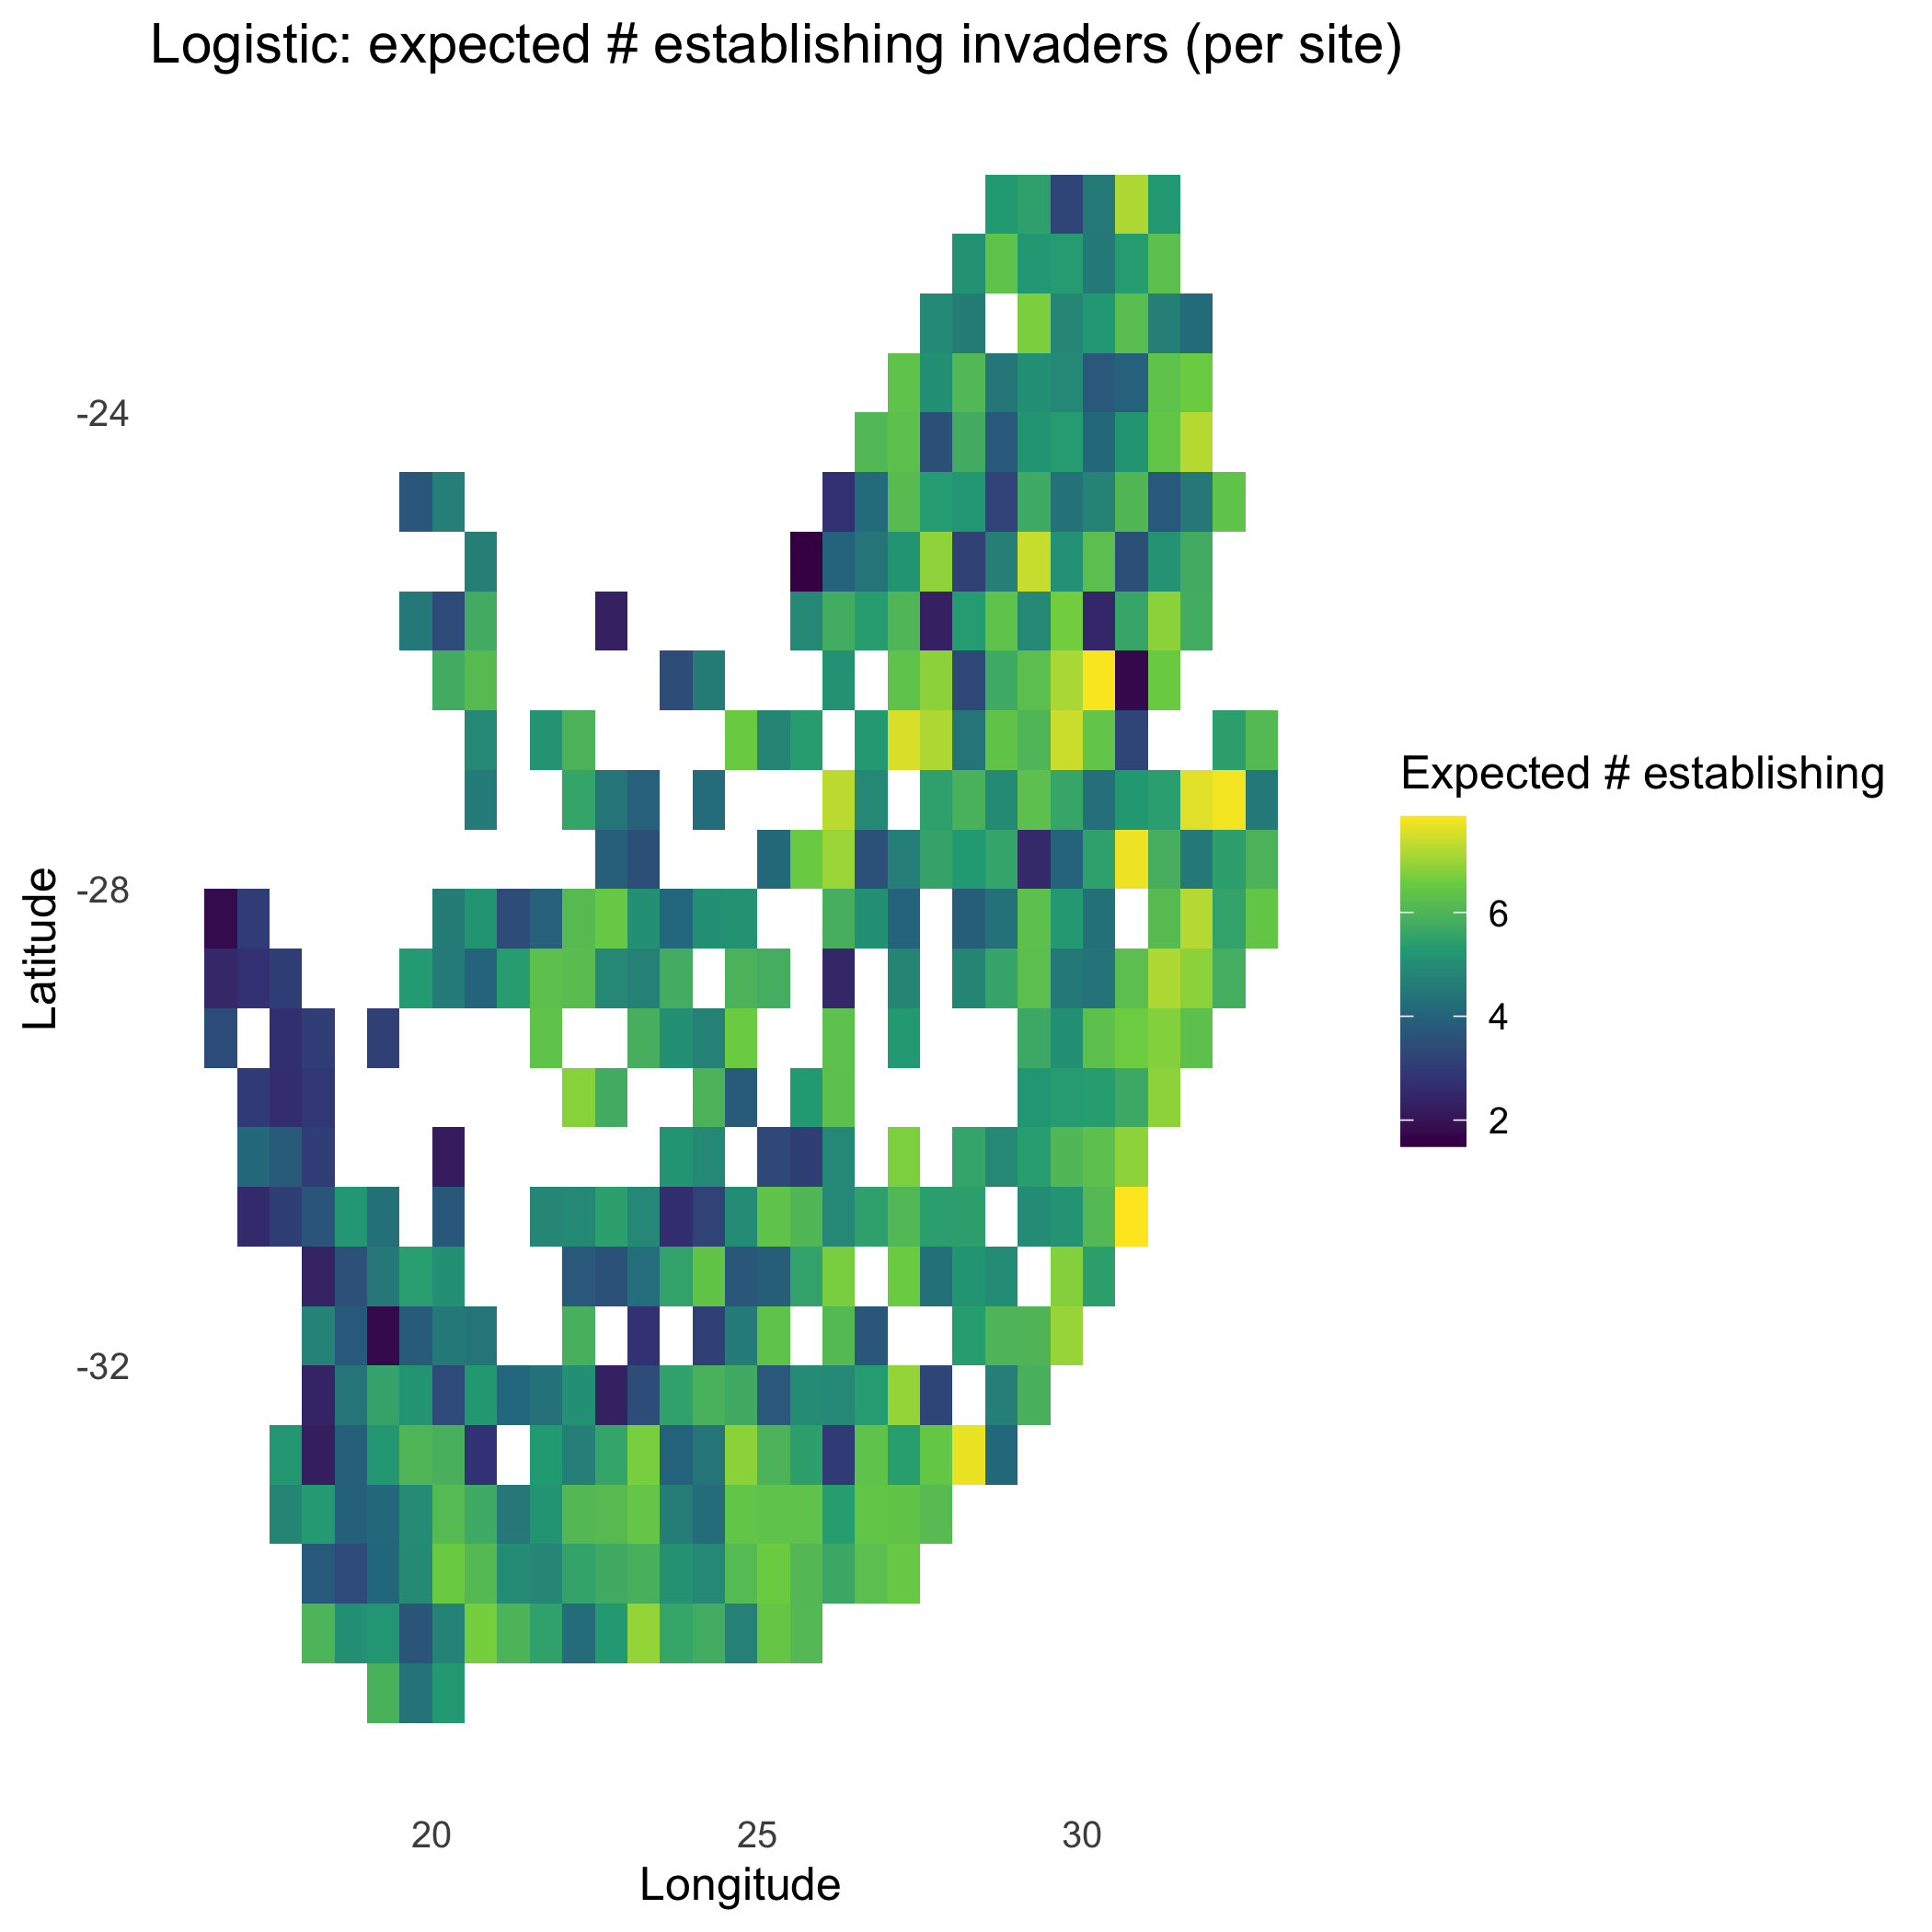 Logistic: expected # establishing invaders (per site)
-24
-28
-32
Latitude
20
25
30
Longitude
Expected # establishing
6
4
2